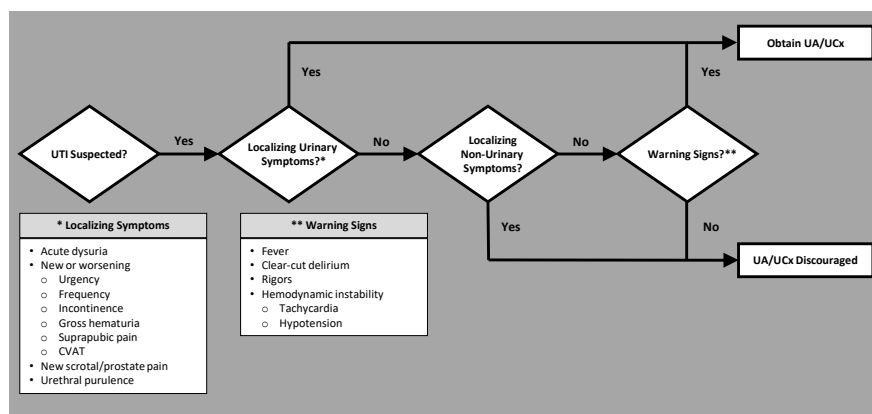 Obtain UA/UCx
Yes
Yes
UTI Suspected?
Yes
Localizing Urinary
Symptoms?*
No
Localizing
Non-Urinary
Symptoms?
No
Warning Signs?**
Yes
No
UA/UCx Discouraged
* Localizing Symptoms
• Acute dysuria
• New or worsening
o Urgency
o Frequency
o Incontinence
o Gross hematuria
o Suprapubic pain
o CVAT
• New scrotal/prostate pain
• Urethral purulence
** Warning Signs
• Fever
• Clear-cut delirium
• Rigors
• Hemodynamic instability
o Tachycardia
o Hypotension